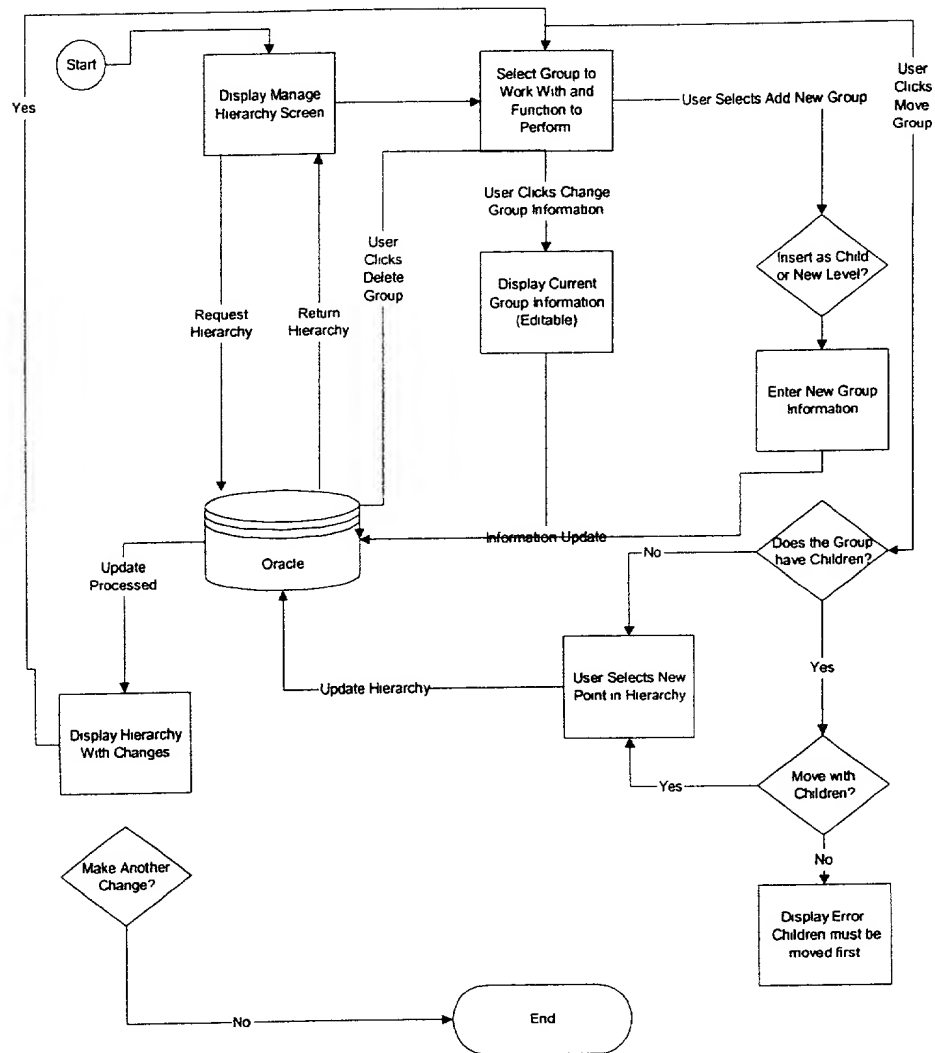 Start
Yes
Display Manage
Hierarchy Screen
Select Group to
Work With and
Function to
Perform
User Selects Add New Group
User
Clicks
Move
Group
User Clicks Change
Group Information
User
Clicks
Delete
Group
Insert as Child
or New Level?
Display Current
Group Information
(Editable)
Request
Hierarchy
Return
Hierarchy
Enter New Group
Information
Oracle
Information Update
Does the Group
have Children?
No
Update
Processed
Yes
User Selects New
Point in Hierarchy
Update Hierarchy
Display Hierarchy
With Changes
Move with
Children?
Yes
No
Make Another
Change?
Display Error
Children must be
moved first
No
End